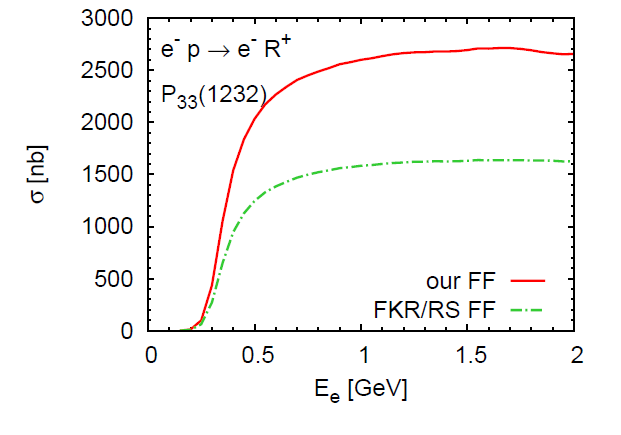 3000
2500
2000
1500
1000
500
0
σ [nb]
e⁻ p → e⁻ R⁺
P₃₃(1232)
our FF
FKR/RS FF
0 0.5 1 1.5 2
Eₑ [GeV]